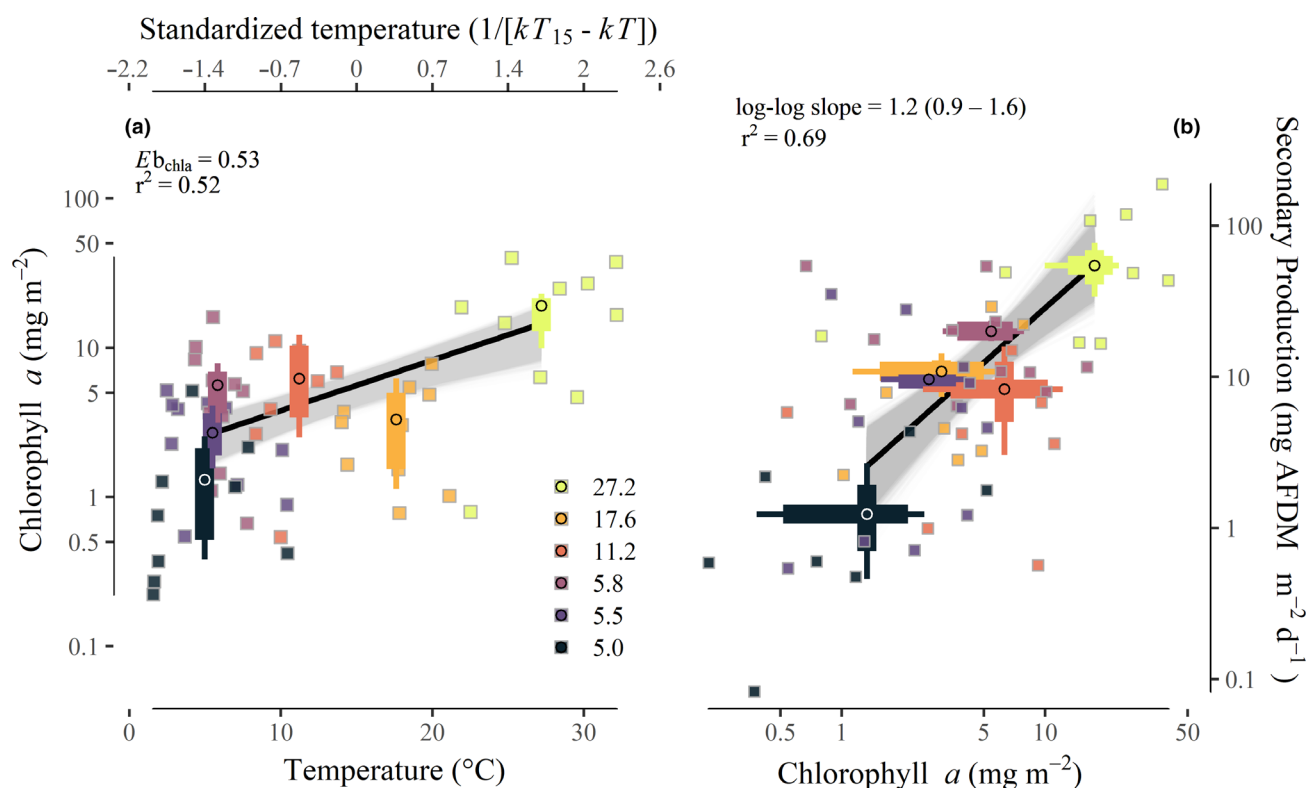 Standardized temperature (1/[kT15 - kT])
−2.2 −1.4 −0.7 0 0.7 1.4 2 2.6
(a)
Ebchla = 0.53
r2 = 0.52
Chlorophyll a (mg m−2)
100
50
10
5
1
0.5
0.1
27.2
17.6
11.2
5.8
5.5
5.0
0 10 20 30
Temperature (°C)
log-log slope = 1.2 (0.9 – 1.6)
r2 = 0.69
(b)
Secondary Production (mg AFDM m−2 d−1)
100
10
1
0.1
0.5 1 5 10 50
Chlorophyll a (mg m−2)